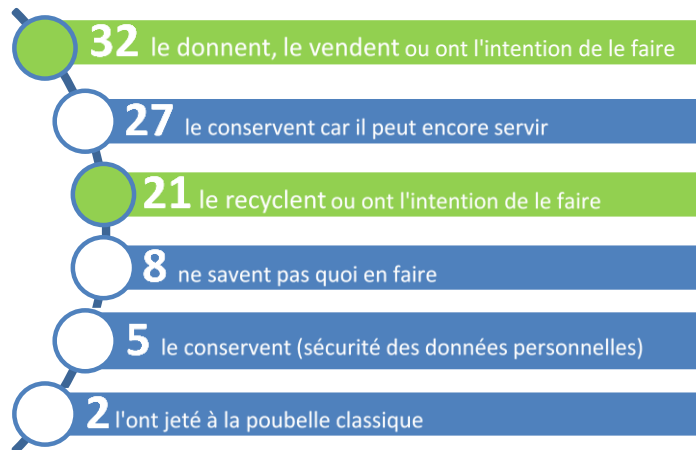 32 le donnent, le vendent ou ont l'intention de le faire
27 le conservent car il peut encore servir
21 le recyclent ou ont l'intention de le faire
8 ne savent pas quoi en faire
5 le conservent (sécurité des données personnelles)
2 l'ont jeté à la poubelle classique